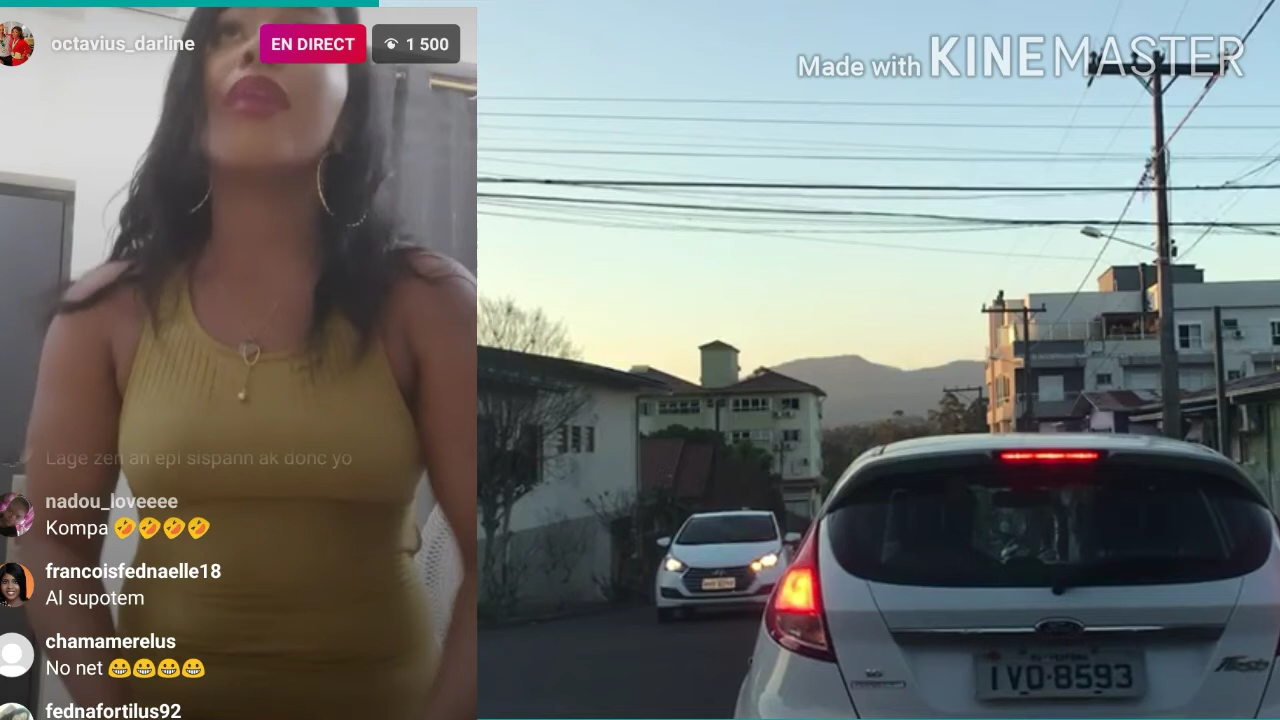 octavius_darline
EN DIRECT
1 500
Made with KINEMASTER
Lage zen an epi sispann ak donc yo
nadou_loveeee
Kompa 🤣🤣🤣🤣
francoisfednaelle18
Al supotem
chamamerelus
No net 😂😂😂😂
fednafortilus92
Ford
IVO·8593